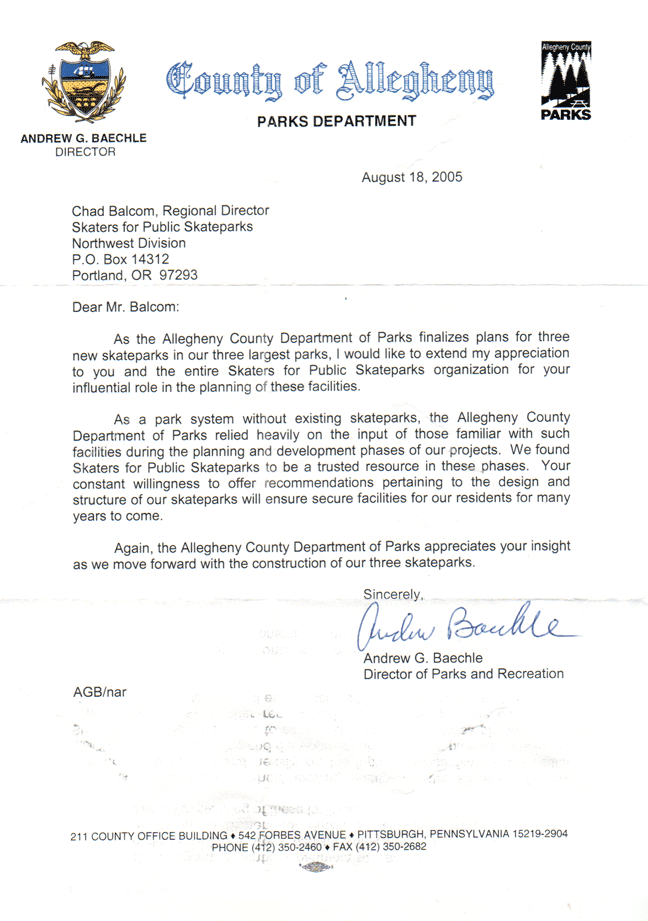 County of Allegheny
PARKS DEPARTMENT
Allegheny County
PARKS
ANDREW G. BAECHLE
DIRECTOR
August 18, 2005
Chad Balcom, Regional Director
Skaters for Public Skateparks
Northwest Division
P.O. Box 14312
Portland, OR 97293
Dear Mr. Balcom:
As the Allegheny County Department of Parks finalizes plans for three
new skateparks in our three largest parks, I would like to extend my appreciation
to you and the entire Skaters for Public Skateparks organization for your
influential role in the planning of these facilities.
As a park system without existing skateparks, the Allegheny County
Department of Parks relied heavily on the input of those familiar with such
facilities during the planning and development phases of our projects. We found
Skaters for Public Skateparks to be a trusted resource in these phases. Your
constant willingness to offer recommendations pertaining to the design and
structure of our skateparks will ensure secure facilities for our residents for many
years to come.
Again, the Allegheny County Department of Parks appreciates your insight
as we move forward with the construction of our three skateparks.
Sincerely,
Andrew Baechle
Andrew G. Baechle
Director of Parks and Recreation
AGB/nar
211 COUNTY OFFICE BUILDING ♦ 542 FORBES AVENUE ♦ PITTSBURGH, PENNSYLVANIA 15219-2904
PHONE (412) 350-2460 ♦ FAX (412) 350-2682